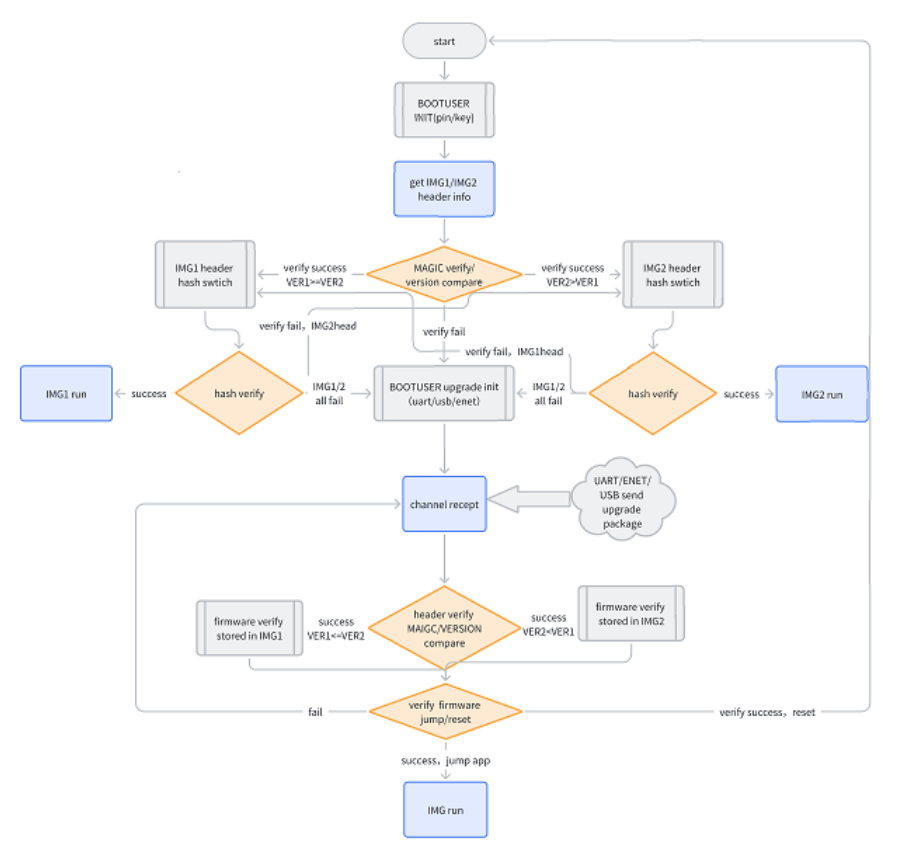 start
BOOTUSER
INIT(pin/key)
get IMG1/IMG2
header info
IMG1 header
hash swtich
verify success
VER1>=VER2
MAGIC verify/
version compare
verify success
VER2>VER1
IMG2 header
hash swtich
verify fail，IMG2head
verify fail
verify fail，IMG1head
IMG1 run
success
hash verify
IMG1/2
all fail
BOOTUSER upgrade init
（uart/usb/enet）
IMG1/2
all fail
hash verify
success
IMG2 run
channel recept
UART/ENET/
USB send
upgrade
package
firmware verify
stored in IMG1
success
VER1<=VER2
header verify
MAIGC/VERSION
compare
success
VER2<VER1
firmware verify
stored in IMG2
fail
verify firmware
jump/reset
verify success，reset
success，jump app
IMG run